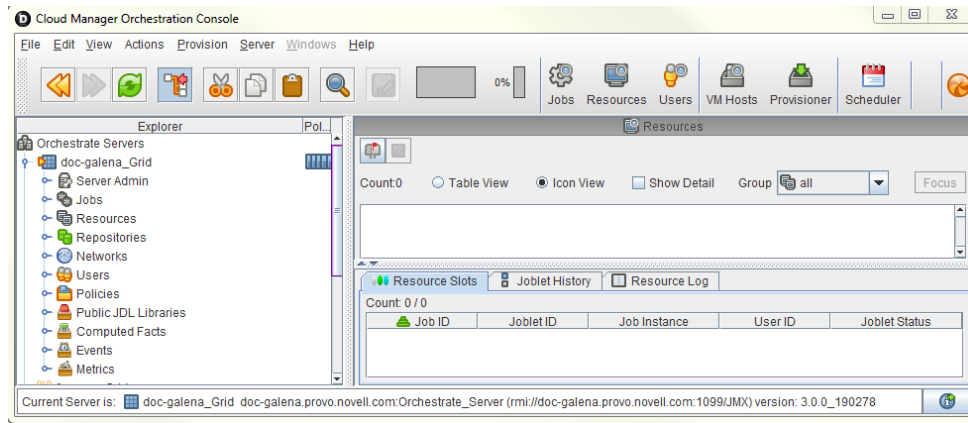 Cloud Manager Orchestration Console
File Edit View Actions Provision Server Windows Help
0%
Jobs Resources Users VM Hosts Provisioner Scheduler
Explorer Pol...
Orchestrate Servers
doc-galena_Grid
Server Admin
Jobs
Resources
Repositories
Networks
Users
Policies
Public JDL Libraries
Computed Facts
Events
Metrics
Resources
Count:0 Table View Icon View Show Detail Group all Focus
Resource Slots Joblet History Resource Log
Count: 0 / 0
Job ID Joblet ID Job Instance User ID Joblet Status
Current Server is: doc-galena_Grid doc-galena.provo.novell.com:Orchestrate_Server (rmi://doc-galena.provo.novell.com:1099/JMX) version: 3.0.0_190278